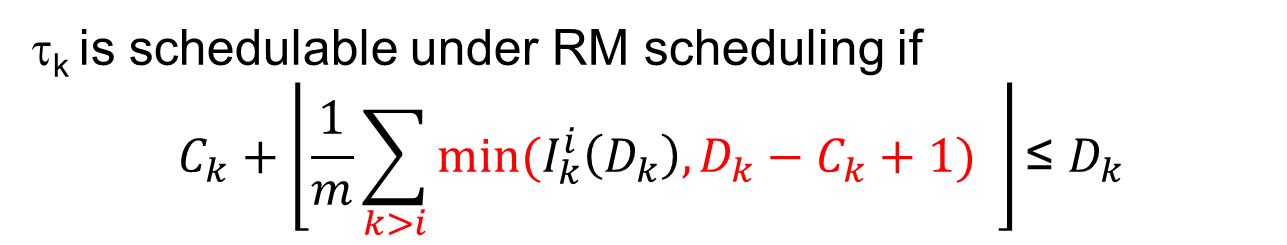 τₖ is schedulable under RM scheduling if
Cₖ + ⌊ 1/m ∑_{k>i} min(Iₖⁱ(Dₖ), Dₖ − Cₖ + 1) ⌋ ≤ Dₖ